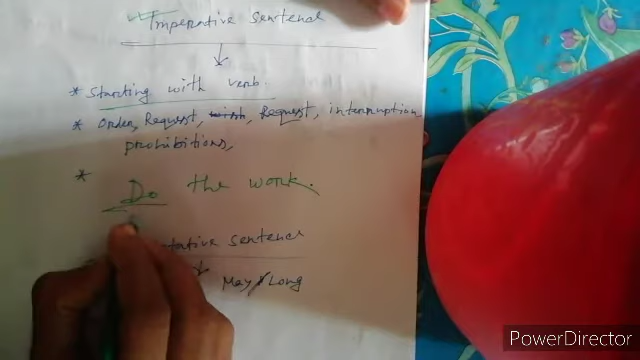 Imperative Sentence
* Starting with verb.
* Order, Request, wish, Request, interruption
prohibitions,
*
Do the work.
tative sentence
May/Long
PowerDirector